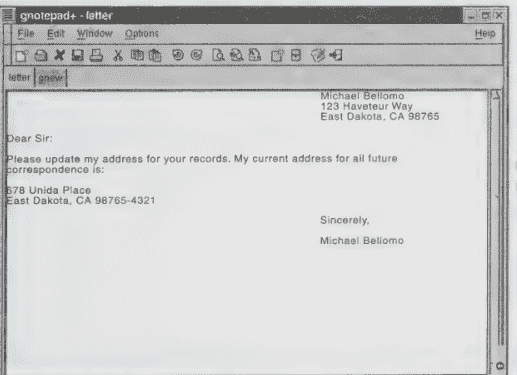 gnotepad+ - letter
File Edit Window Options Help
letter gnew
Michael Bellomo
123 Haveteur Way
East Dakota, CA 98765
Dear Sir:
Please update my address for your records. My current address for all future
correspondence is:
678 Unida Place
East Dakota, CA 98765-4321
Sincerely,
Michael Bellomo